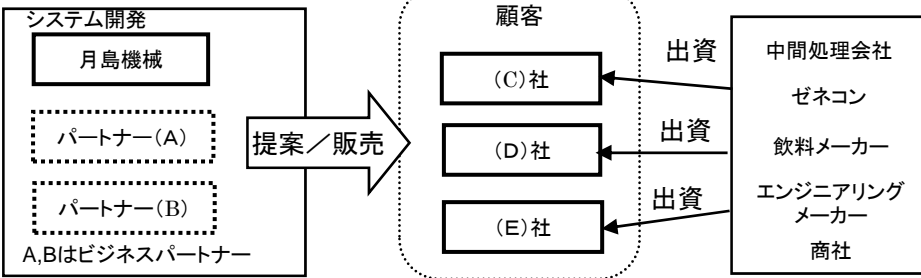 システム開発
月島機械
パートナー(A)
パートナー(B)
A,Bはビジネスパートナー
提案／販売
顧客
(C)社
(D)社
(E)社
出資
出資
出資
中間処理会社
ゼネコン
飲料メーカー
エンジニアリング
メーカー
商社